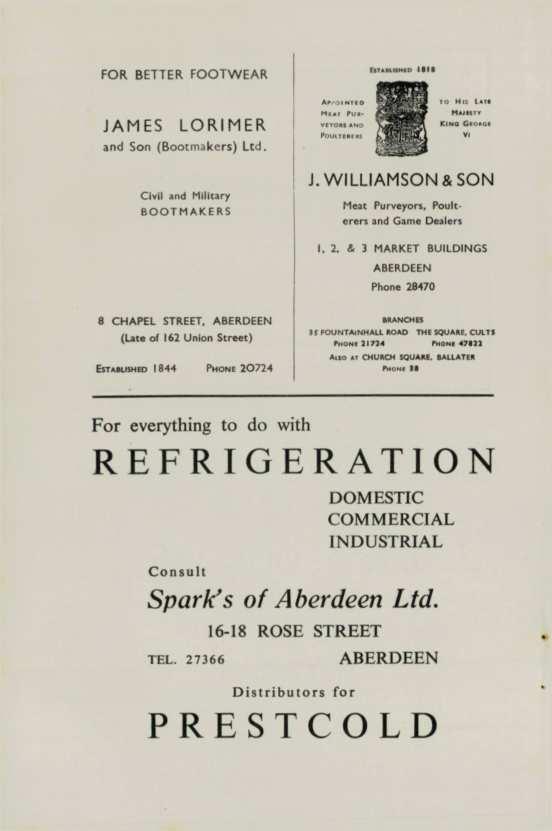 FOR BETTER FOOTWEAR
JAMES LORIMER
and Son (Bootmakers) Ltd.
Civil and Military
BOOTMAKERS
8 CHAPEL STREET, ABERDEEN
(Late of 162 Union Street)
ESTABLISHED 1844 PHONE 20724
ESTABLISHED 1818
APPOINTED
MEAT PUR-
VEYORS AND
POULTERERS
TO HIS LATE
MAJESTY
KING GEORGE
VI
J. WILLIAMSON & SON
Meat Purveyors, Poult-
erers and Game Dealers
1, 2, & 3 MARKET BUILDINGS
ABERDEEN
Phone 28470
BRANCHES
35 FOUNTAINHALL ROAD THE SQUARE, CULTS
PHONE 21734 PHONE 47822
ALSO AT CHURCH SQUARE, BALLATER
PHONE 38
For everything to do with
REFRIGERATION
DOMESTIC
COMMERCIAL
INDUSTRIAL
Consult
Spark's of Aberdeen Ltd.
16-18 ROSE STREET
TEL. 27366 ABERDEEN
Distributors for
PRESTCOLD